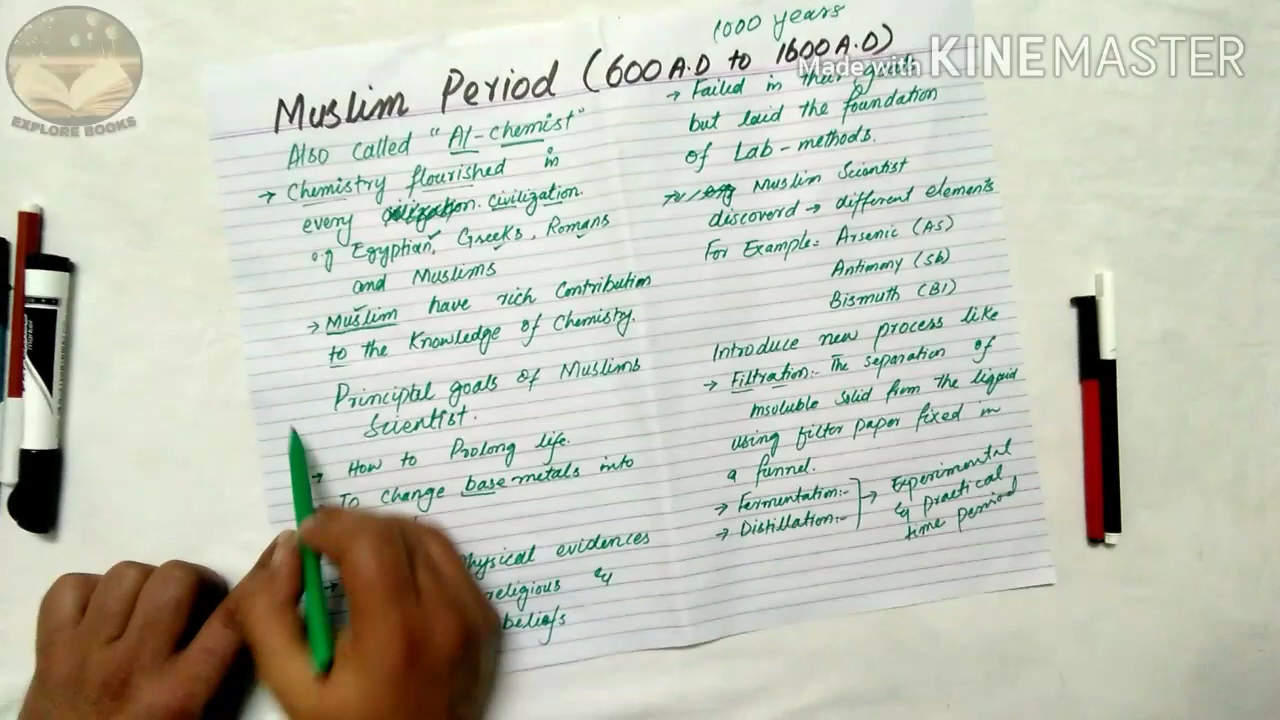 EXPLORE BOOKS
Made with KINEMASTER
1000 years
Muslim Period (600 A.D to 1600 A.D)
Also called "Al-Chemist"
→ Chemistry flourished in
every civilization.
e.g Egyptian, Greeks, Romans
and Muslims
→ Muslim have rich contribution
to the knowledge of Chemistry.
Principal goals of Muslims
Scientist.
→ How to Prolong life.
To change base metals into
Physical evidences
religious &
beliefs
→ Failed in their goals
but laid the foundation
of Lab-methods.
Muslim Scientist
discoverd → different elements
For Example:- Arsenic (AS)
Antimony (Sb)
Bismuth (BI)
Introduce new process like
→ Filtration:- The separation of
insoluble solid from the liquid
using filter paper fixed in
a funnel.
→ Fermentation:-
→ Distillation:-
→ Experimental
& practical
time period